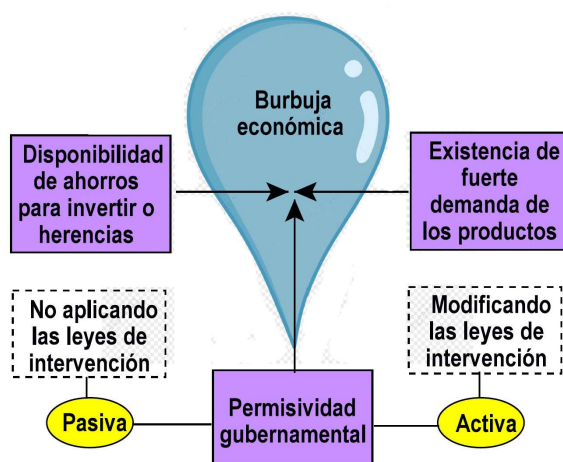 Burbuja
económica
Disponibilidad
de ahorros
para invertir o
herencias
Existencia de
fuerte
demanda de
los productos
No aplicando
las leyes de
intervención
Modificando
las leyes de
intervención
Pasiva
Permisividad
gubernamental
Activa